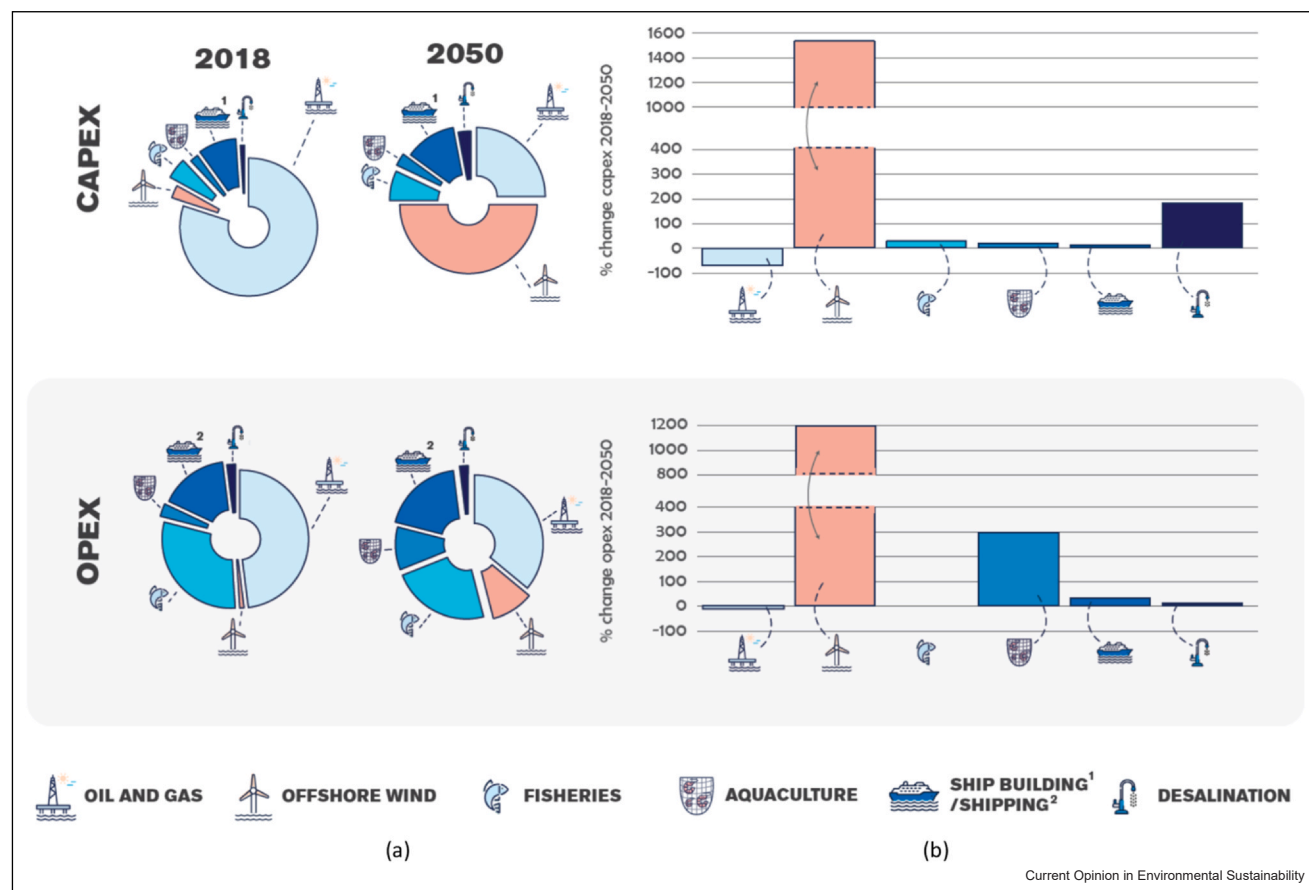 2018
2050
CAPEX
1
1
% change capex 2018-2050
1600
1400
1200
1000
400
300
200
100
0
-100
OPEX
2
2
% change opex 2018-2050
1200
1000
800
400
300
200
100
0
-100
OIL AND GAS
OFFSHORE WIND
FISHERIES
AQUACULTURE
SHIP BUILDING1
/SHIPPING2
DESALINATION
(a)
(b)
Current Opinion in Environmental Sustainability